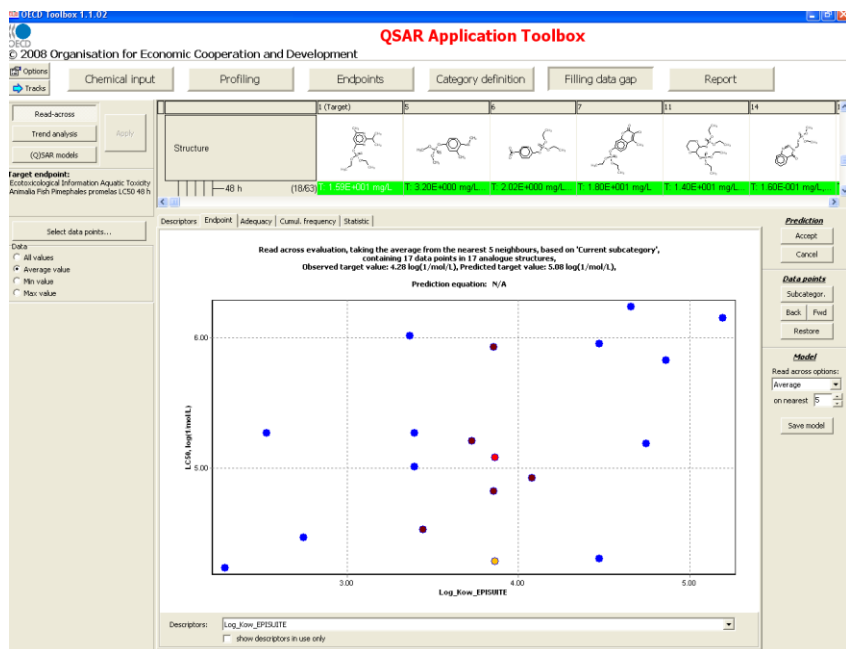 OECD Toolbox 1.1.02
OECD
QSAR Application Toolbox
© 2008 Organisation for Economic Cooperation and Development
Options
Tracks
Chemical input
Profiling
Endpoints
Category definition
Filling data gap
Report
Read-across
Trend analysis
(Q)SAR models
Apply
Target endpoint:
Ecotoxicological Information Aquatic Toxicity
Animalia Fish Pimephales promelas LC50 48 h
1 (Target) 5 6 7 11 14
Structure
48 h (18/63) T: 1.59E+001 mg/L T: 3.20E+000 mg/L... T: 2.02E+000 mg/L... T: 1.80E+001 mg/L... T: 1.40E+001 mg/L... T: 1.60E-001 mg/L,...
Select data points...
Data
All values
Average value
Min value
Max value
Descriptors Endpoint Adequacy Cumul. frequency Statistic
Read across evaluation, taking the average from the nearest 5 neighbours, based on 'Current subcategory',
containing 17 data points in 17 analogue structures,
Observed target value: 4.28 log(1/mol/L), Predicted target value: 5.08 log(1/mol/L),
Prediction equation: N/A
LC50, log(1/mol/L)
6.00
5.00
3.00 4.00 5.00
Log_Kow_EPISUITE
Descriptors: Log_Kow_EPISUITE
show descriptors in use only
Prediction
Accept
Cancel
Data points
Subcategor.
Back Fwd
Restore
Model
Read across options:
Average
on nearest 5
Save model